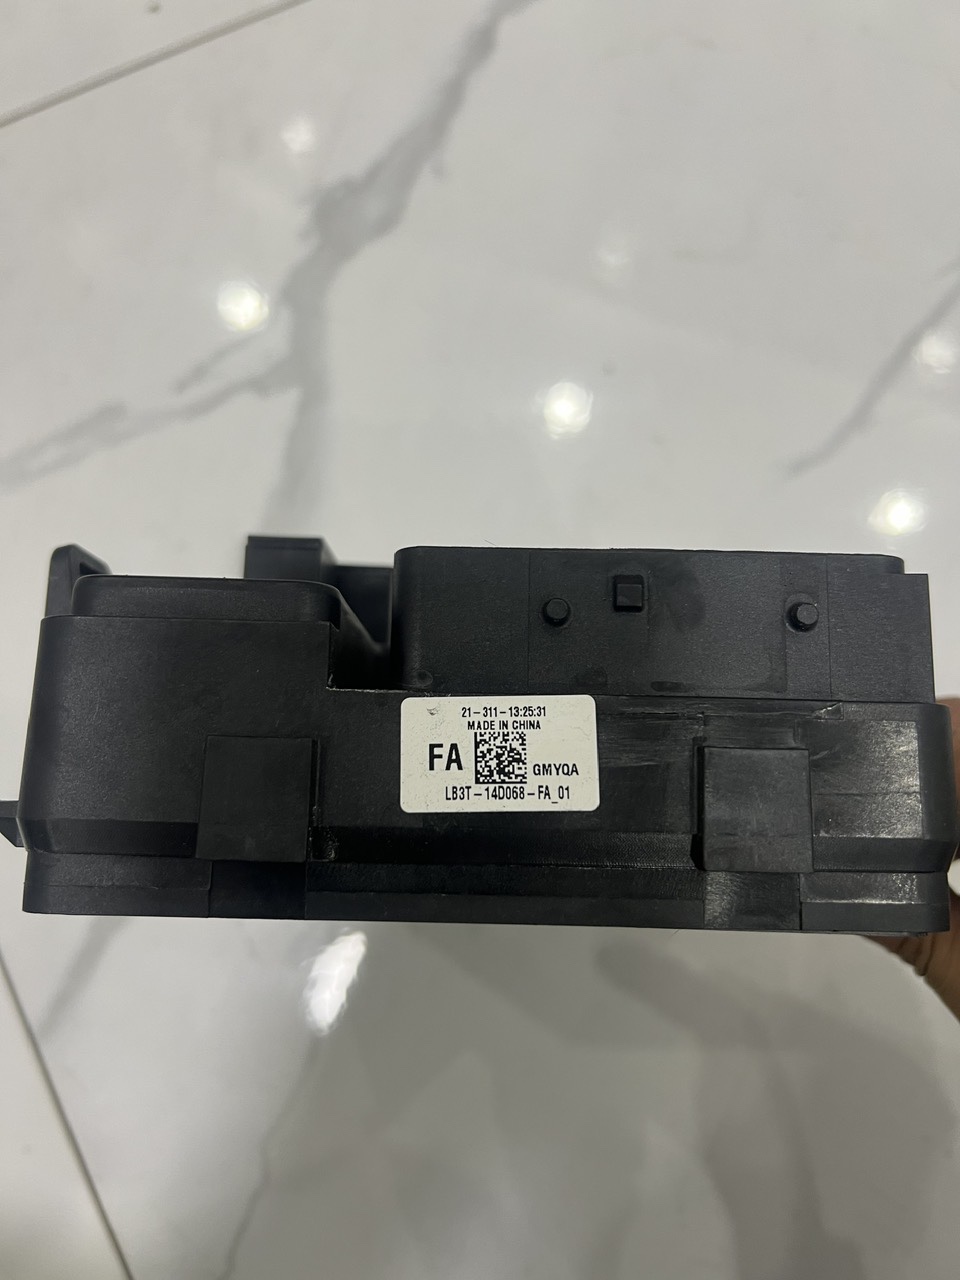 21-311-13:25:31
MADE IN CHINA
FA
GMYQA
LB3T-14D068-FA_01